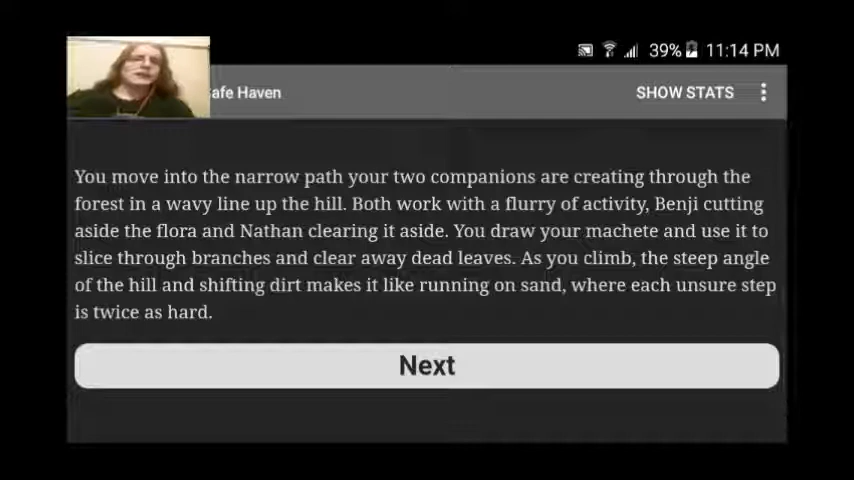 39% 11:14 PM
afe Haven SHOW STATS
You move into the narrow path your two companions are creating through the
forest in a wavy line up the hill. Both work with a flurry of activity, Benji cutting
aside the flora and Nathan clearing it aside. You draw your machete and use it to
slice through branches and clear away dead leaves. As you climb, the steep angle
of the hill and shifting dirt makes it like running on sand, where each unsure step
is twice as hard.
Next